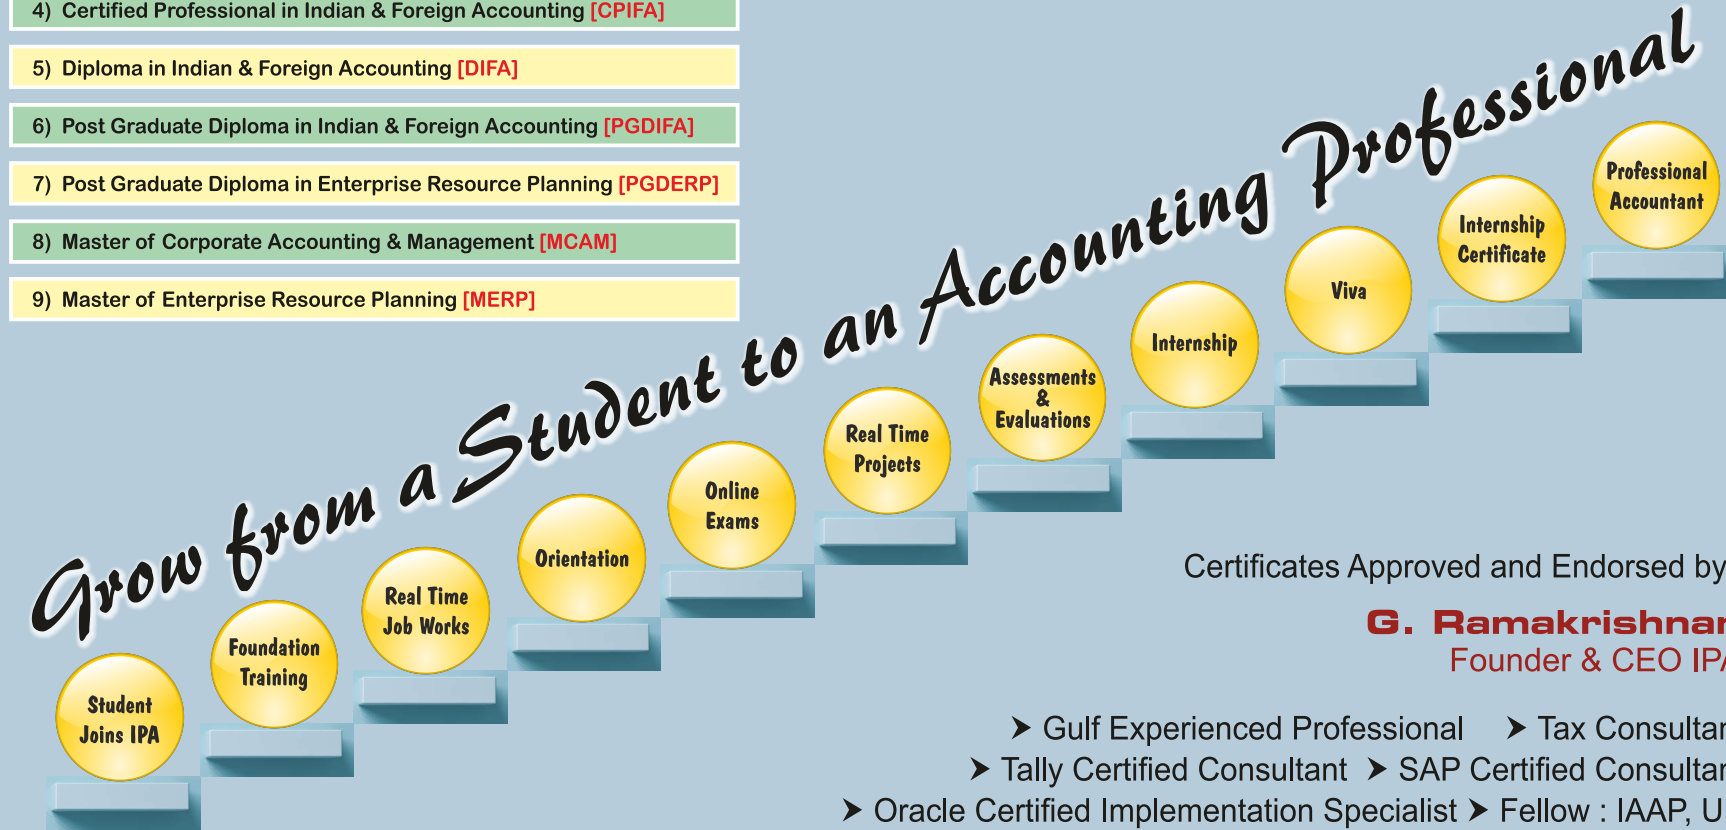 4) Certified Professional in Indian & Foreign Accounting [CPIFA]
5) Diploma in Indian & Foreign Accounting [DIFA]
6) Post Graduate Diploma in Indian & Foreign Accounting [PGDIFA]
7) Post Graduate Diploma in Enterprise Resource Planning [PGDERP]
8) Master of Corporate Accounting & Management [MCAM]
9) Master of Enterprise Resource Planning [MERP]
Grow from a Student to an Accounting Professional
Student
Joins IPA
Foundation
Training
Real Time
Job Works
Orientation
Online
Exams
Real Time
Projects
Assessments
&
Evaluations
Internship
Viva
Internship
Certificate
Professional
Accountant
Certificates Approved and Endorsed by
G. Ramakrishnan
Founder & CEO IPA
➤ Gulf Experienced Professional ➤ Tax Consultan
➤ Tally Certified Consultant ➤ SAP Certified Consultan
➤ Oracle Certified Implementation Specialist ➤ Fellow : IAAP, U